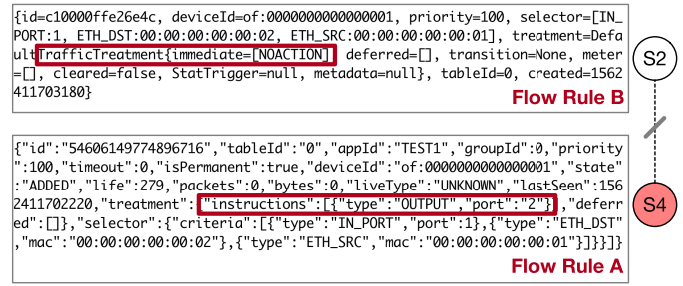 {id=c10000ffe26e4c, deviceId=of:0000000000000001, priority=100, selector=[IN_
PORT:1, ETH_DST:00:00:00:00:00:02, ETH_SRC:00:00:00:00:00:01], treatment=Defa
ultTrafficTreatment{immediate=[NOACTION], deferred=[], transition=None, meter
=[], cleared=false, StatTrigger=null, metadata=null}, tableId=0, created=1562
411703180}
Flow Rule B
S2
{"id":"54606149774896716","tableId":"0","appId":"TEST1","groupId":0,"priority
":100,"timeout":0,"isPermanent":true,"deviceId":"of:0000000000000001","state"
:"ADDED","life":279,"packets":0,"bytes":0,"liveType":"UNKNOWN","lastSeen":156
2411702220,"treatment":{"instructions":[{"type":"OUTPUT","port":"2"}],"deferr
ed":[]},"selector":{"criteria":[{"type":"IN_PORT","port":1},{"type":"ETH_DST"
,"mac":"00:00:00:00:00:02"},{"type":"ETH_SRC","mac":"00:00:00:00:00:01"}]}}]}
Flow Rule A
S4